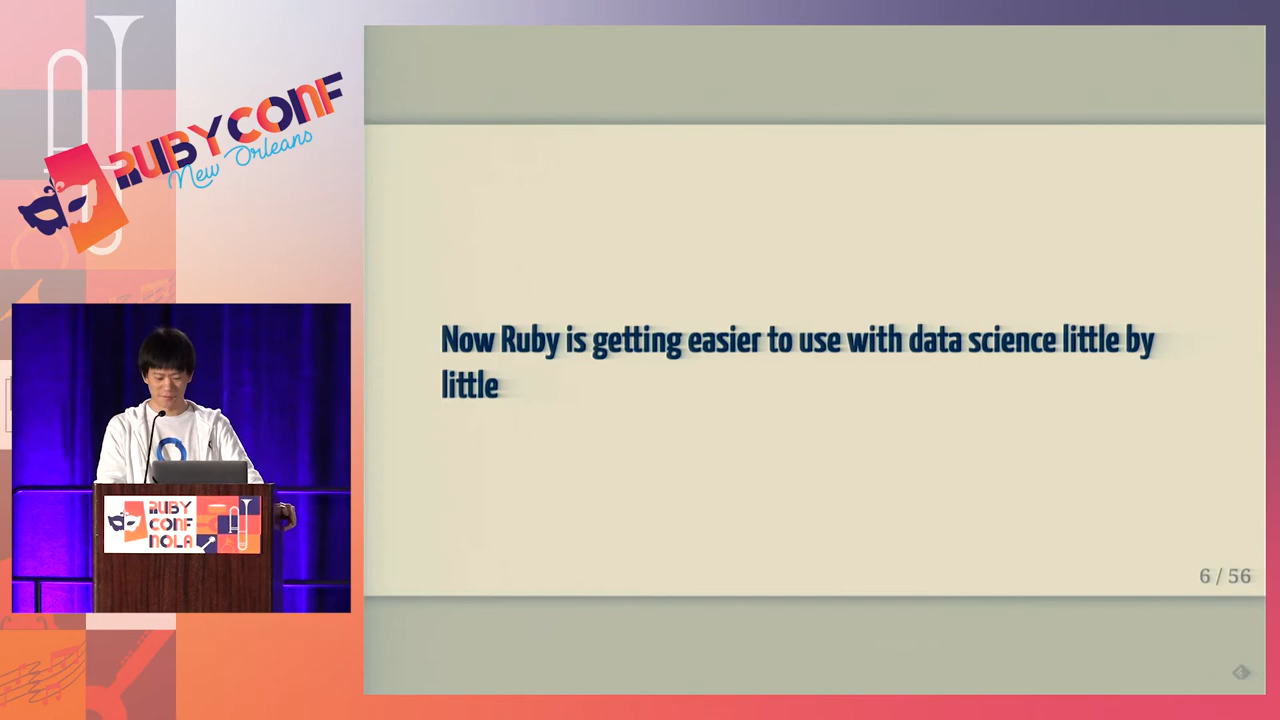 RUBYCONF
New Orleans
Now Ruby is getting easier to use with data science little by
little
6 / 56
RUBY
CONF
NOLA